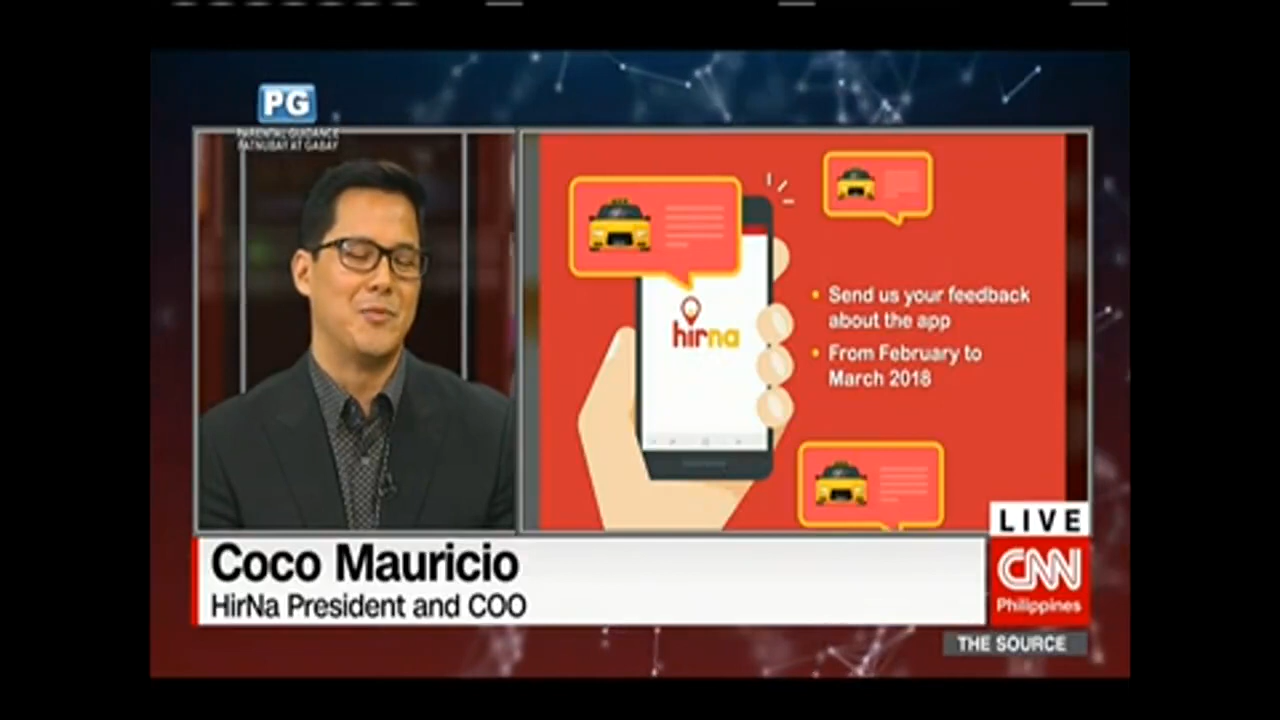 PG
PARENTAL GUIDANCE
PATNUBAY AT GABAY
hirna
• Send us your feedback
about the app
• From February to
March 2018
LIVE
Coco Mauricio
HirNa President and COO
CNN
Philippines
THE SOURCE